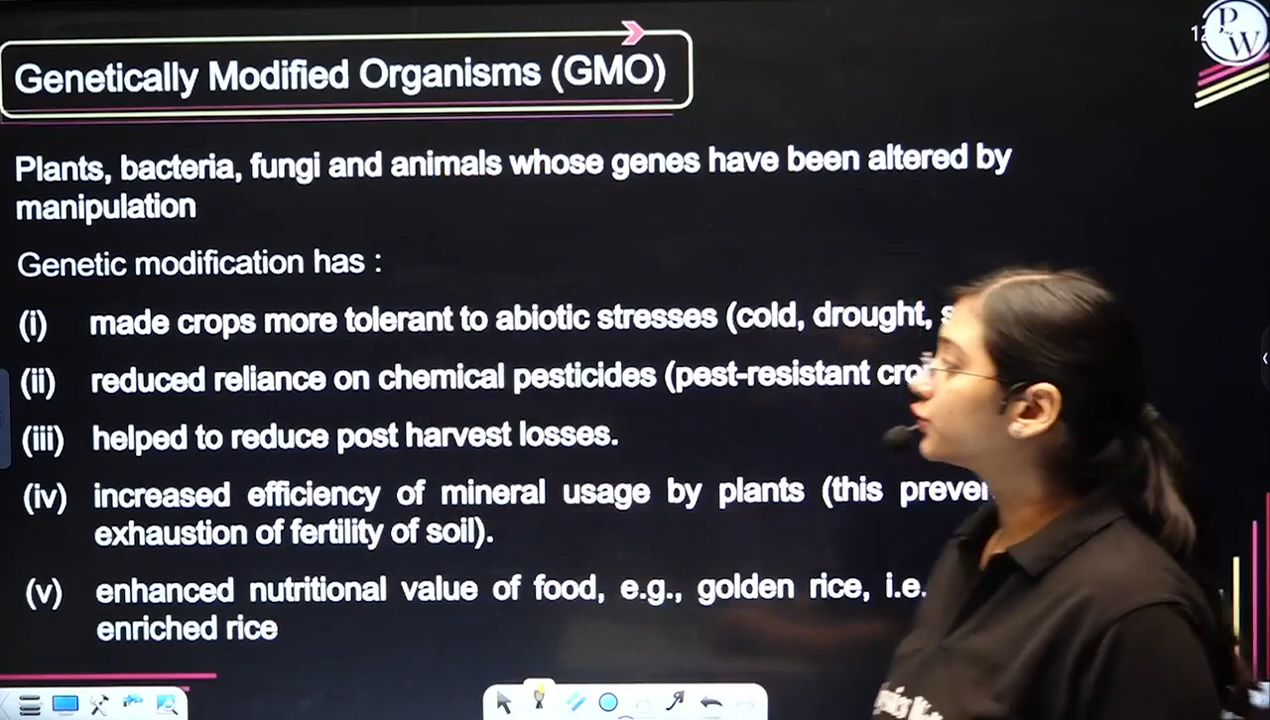 Genetically Modified Organisms (GMO)
12
P
W
Plants, bacteria, fungi and animals whose genes have been altered by
manipulation
Genetic modification has :
(i) made crops more tolerant to abiotic stresses (cold, drought, s
(ii) reduced reliance on chemical pesticides (pest-resistant cro
(iii) helped to reduce post harvest losses.
(iv) increased efficiency of mineral usage by plants (this preven
exhaustion of fertility of soil).
(v) enhanced nutritional value of food, e.g., golden rice, i.e.
enriched rice